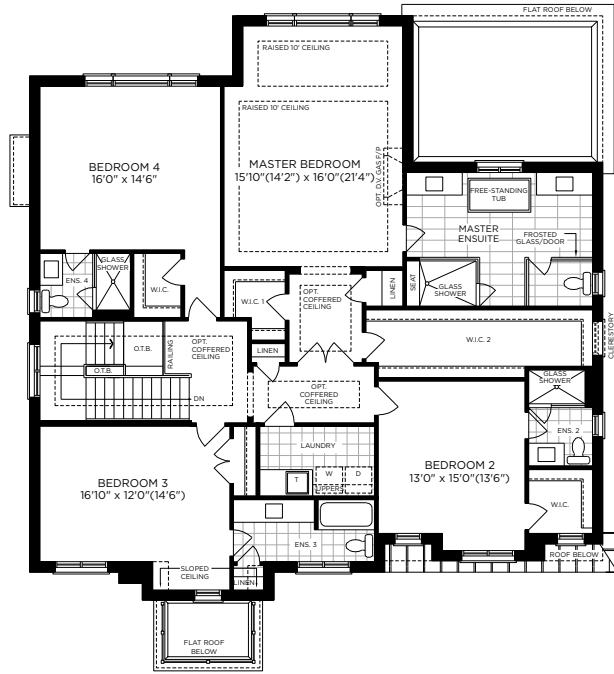 FLAT ROOF BELOW
RAISED 10' CEILING
RAISED 10' CEILING
BEDROOM 4
16'0" x 14'6"
MASTER BEDROOM
15'10"(14'2") x 16'0"(21'4")
OPT. D.V. GAS F/P
FREE-STANDING
TUB
MASTER
ENSUITE
FROSTED
GLASS/DOOR
GLASS
SHOWER
ENS. 4
W.I.C.
W.I.C. 1
OPT.
COFFERED
CEILING
LINEN
SEAT
GLASS
SHOWER
CLERESTORY
O.T.B.
RAILING
OPT.
COFFERED
CEILING
LINEN
W.I.C. 2
O.T.B.
DN
OPT.
COFFERED
CEILING
GLASS
SHOWER
ENS. 2
LAUNDRY
BEDROOM 3
16'10" x 12'0"(14'6")
T
W
D
UPPERS
BEDROOM 2
13'0" x 15'0"(13'6")
W.I.C.
ENS. 3
SLOPED
CEILING
LINEN
ROOF BELOW
FLAT ROOF
BELOW